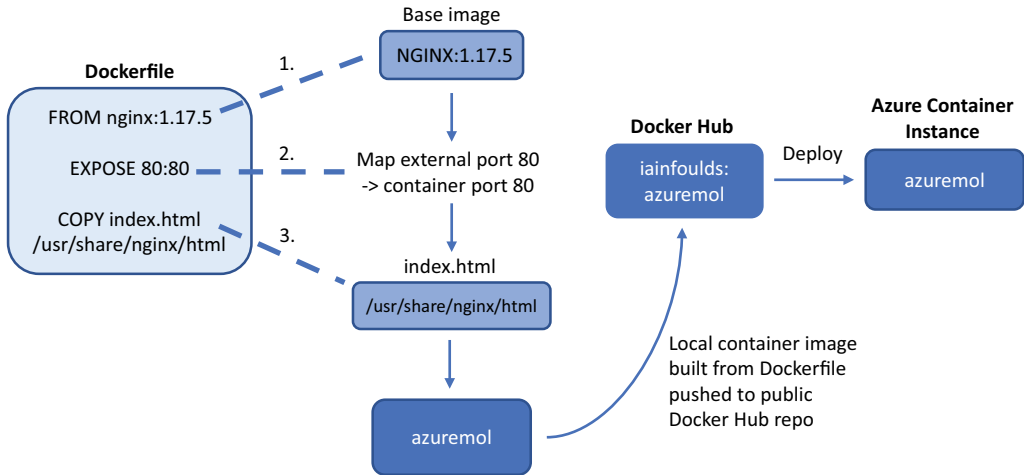 Dockerfile
FROM nginx:1.17.5
EXPOSE 80:80
COPY index.html
/usr/share/nginx/html
1.
2.
3.
Base image
NGINX:1.17.5
Map external port 80
-> container port 80
index.html
/usr/share/nginx/html
azuremol
Local container image
built from Dockerfile
pushed to public
Docker Hub repo
Docker Hub
iainfoulds:
azuremol
Deploy
Azure Container
Instance
azuremol